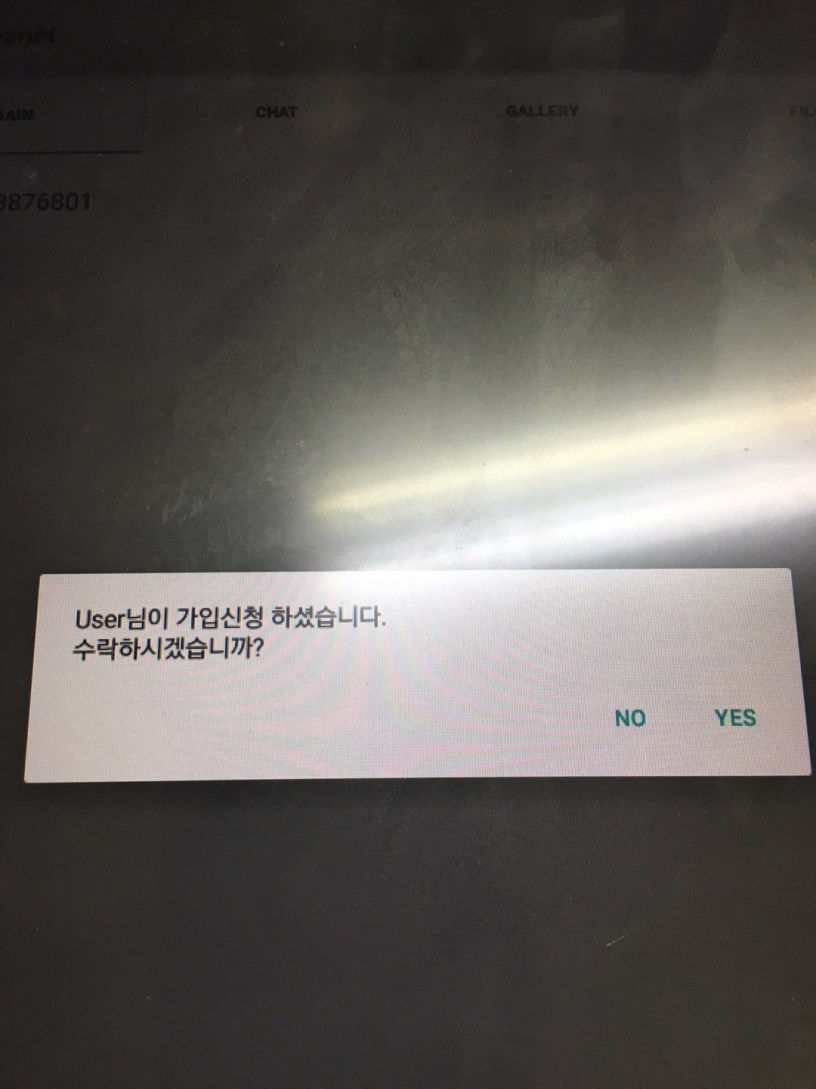 CHAT GALLERY
9876801
User님이 가입신청 하셨습니다.
수락하시겠습니까?
NO YES